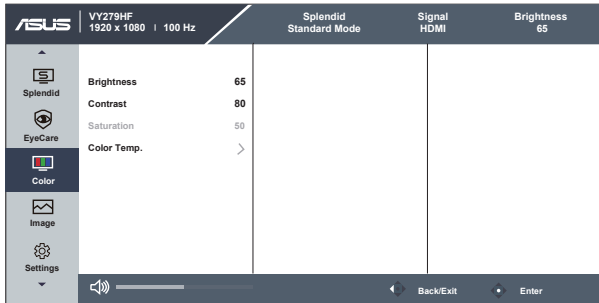 ASUS
VY279HF
1920 x 1080 | 100 Hz
Splendid
Standard Mode
Signal
HDMI
Brightness
65
Splendid
EyeCare
Color
Image
Settings
Brightness 65
Contrast 80
Saturation 50
Color Temp.
Back/Exit
Enter